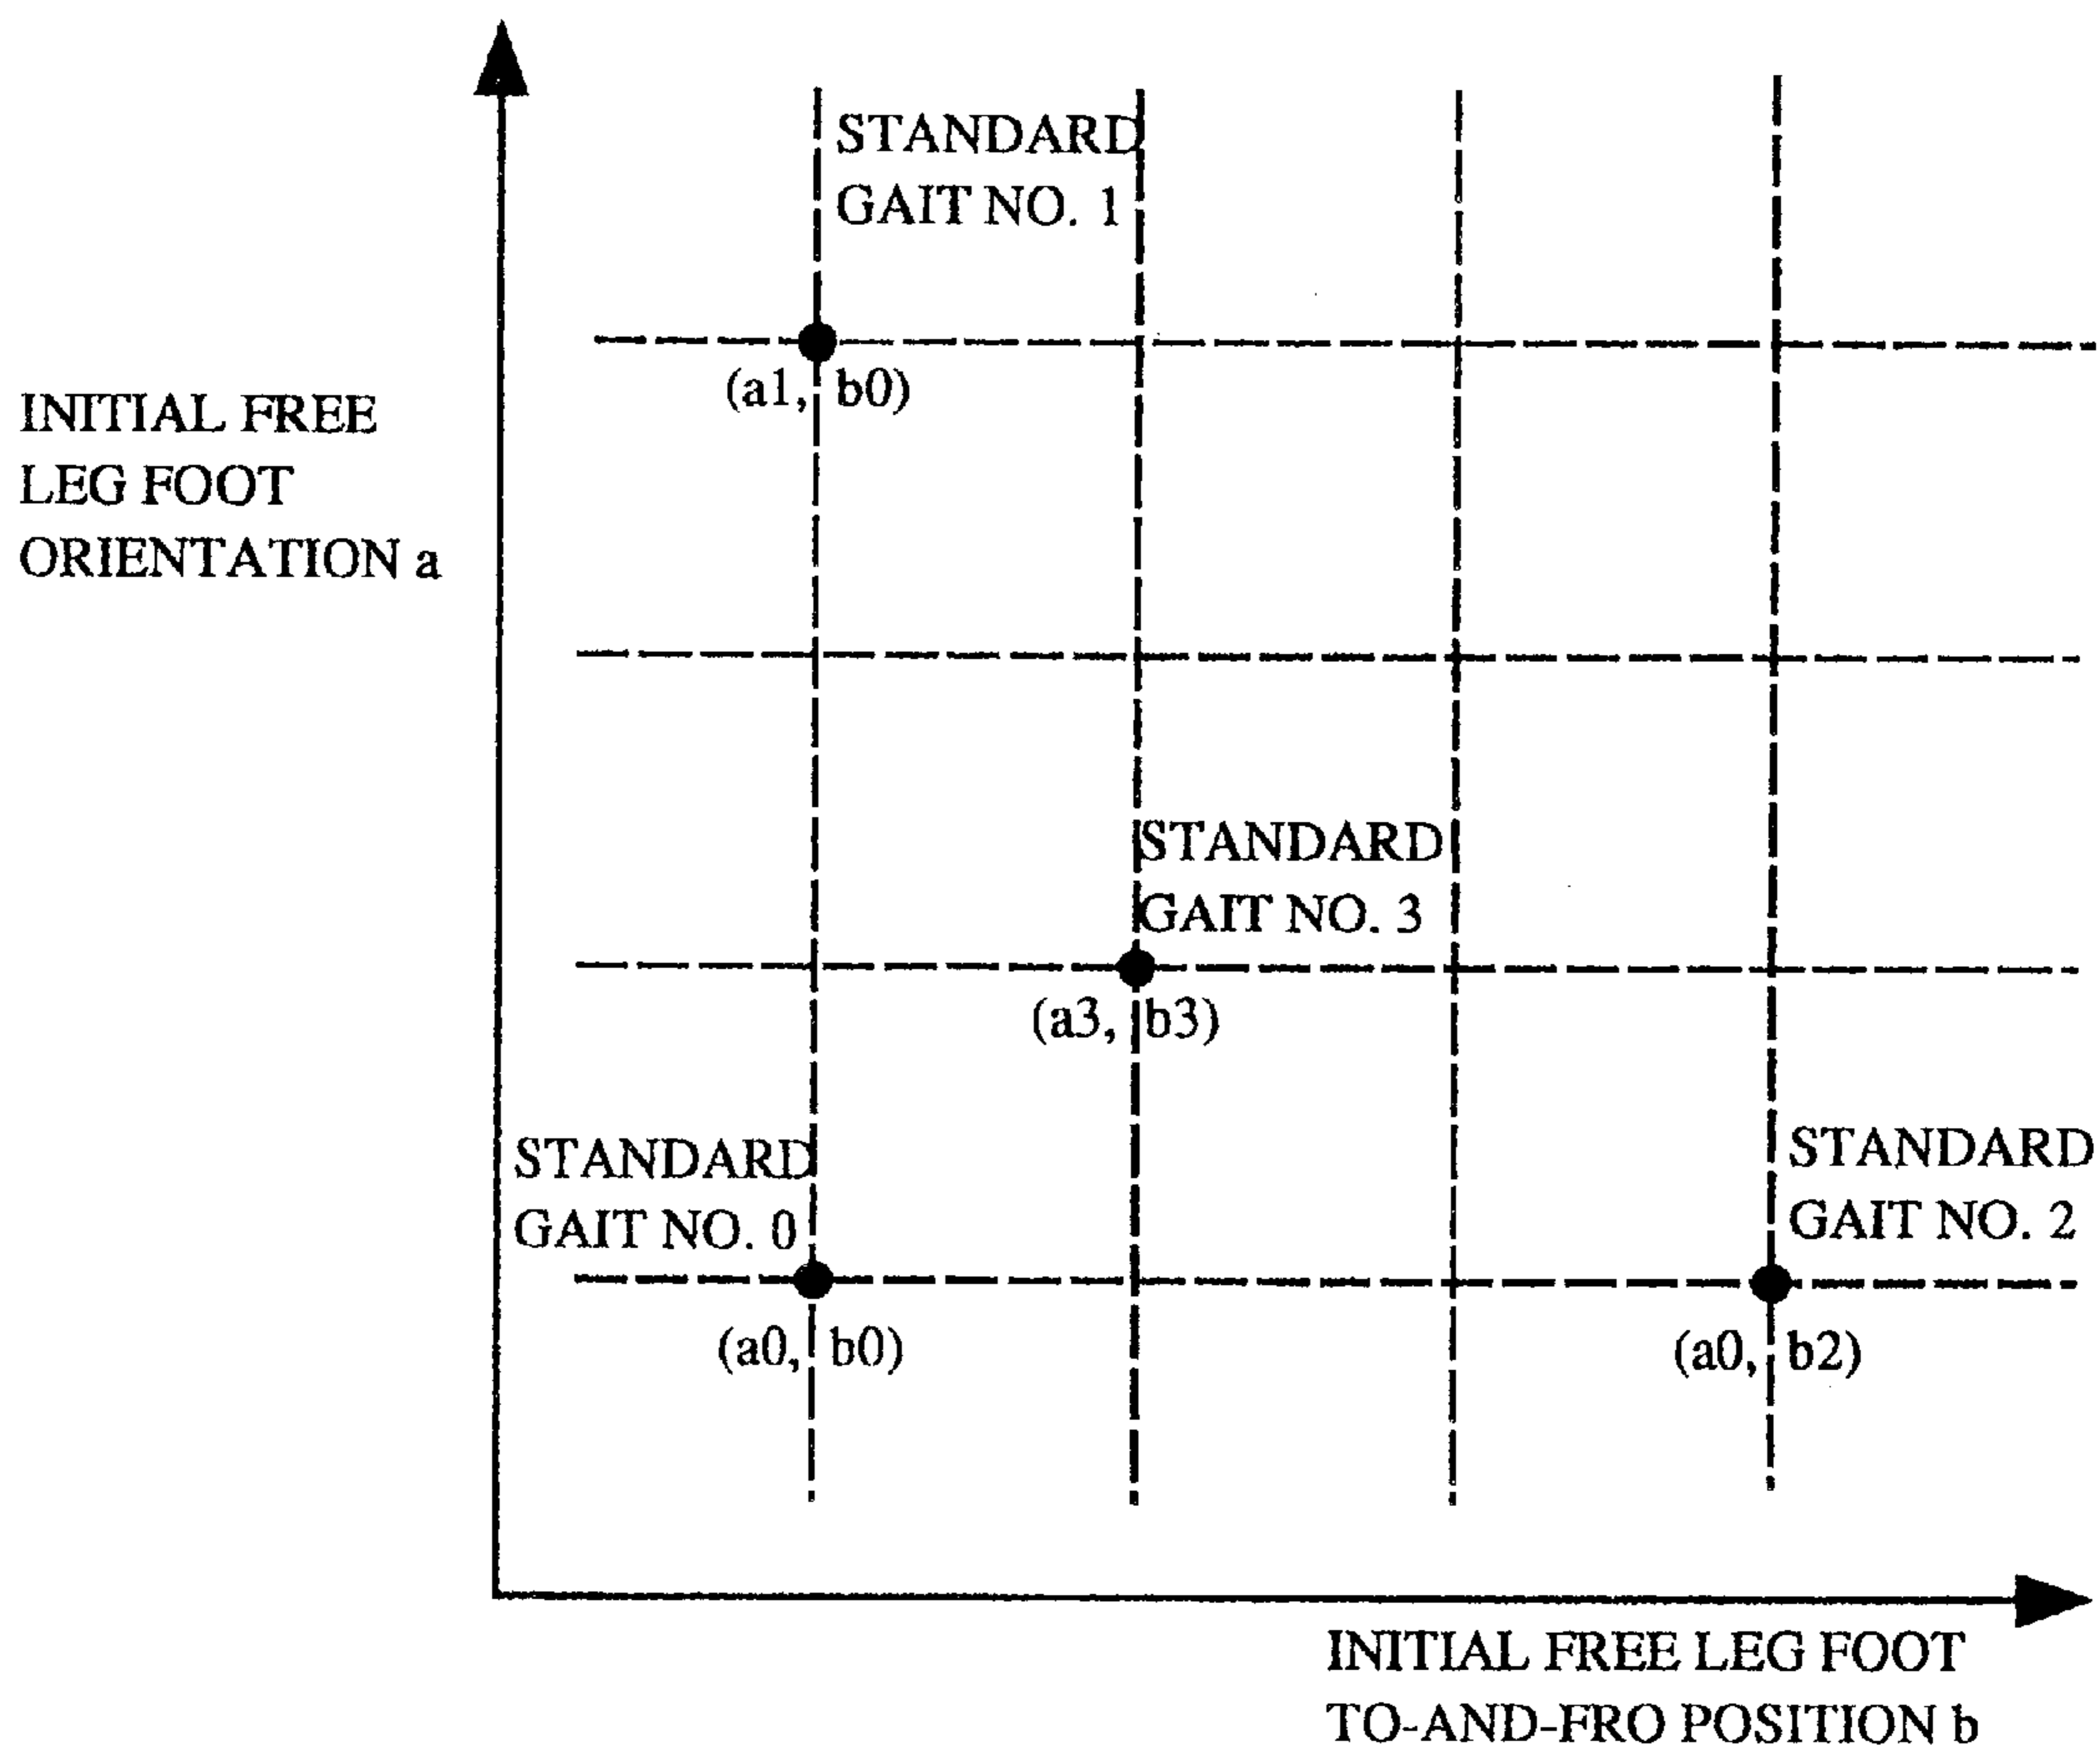 STANDARD
GAIT NO. 1
(a1, b0)
INITIAL FREE
LEG FOOT
ORIENTATION a
STANDARD
GAIT NO. 3
(a3, b3)
STANDARD
GAIT NO. 0
(a0, b0)
STANDARD
GAIT NO. 2
(a0, b2)
INITIAL FREE LEG FOOT
TO-AND-FRO POSITION b